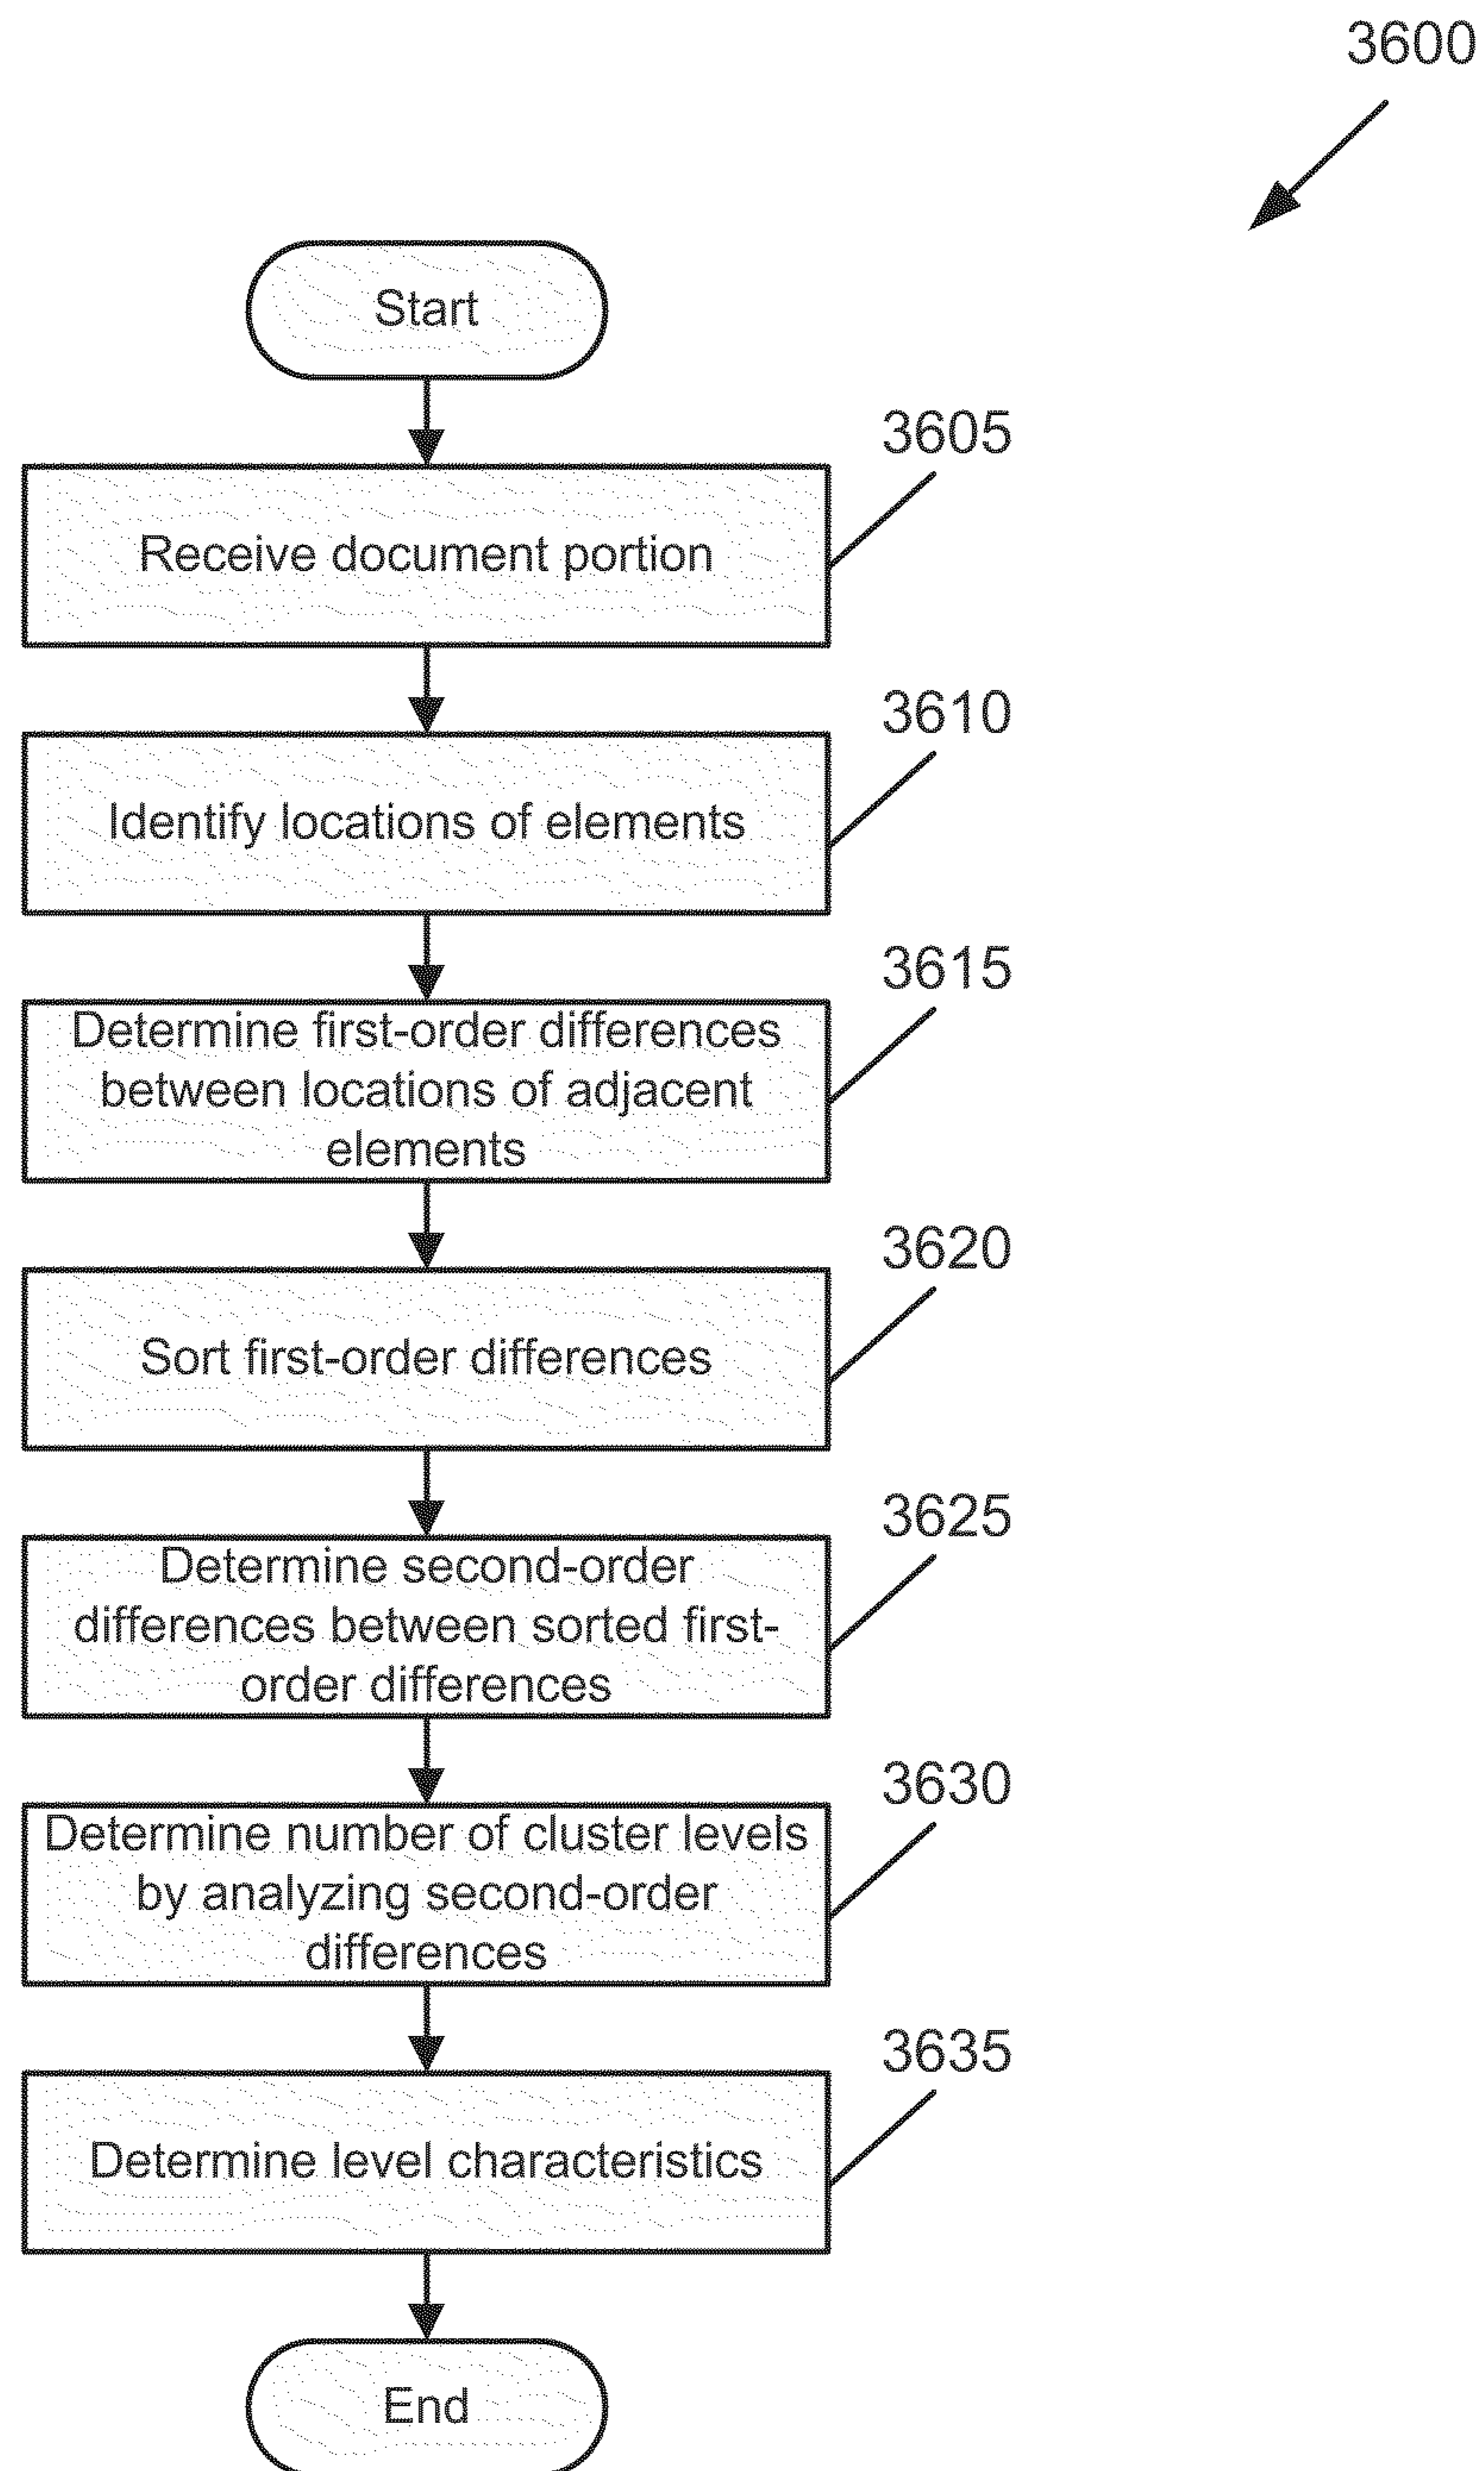 3600
Start
3605
Receive document portion
3610
Identify locations of elements
3615
Determine first-order differences
between locations of adjacent
elements
3620
Sort first-order differences
3625
Determine second-order
differences between sorted first-
order differences
3630
Determine number of cluster levels
by analyzing second-order
differences
3635
Determine level characteristics
End